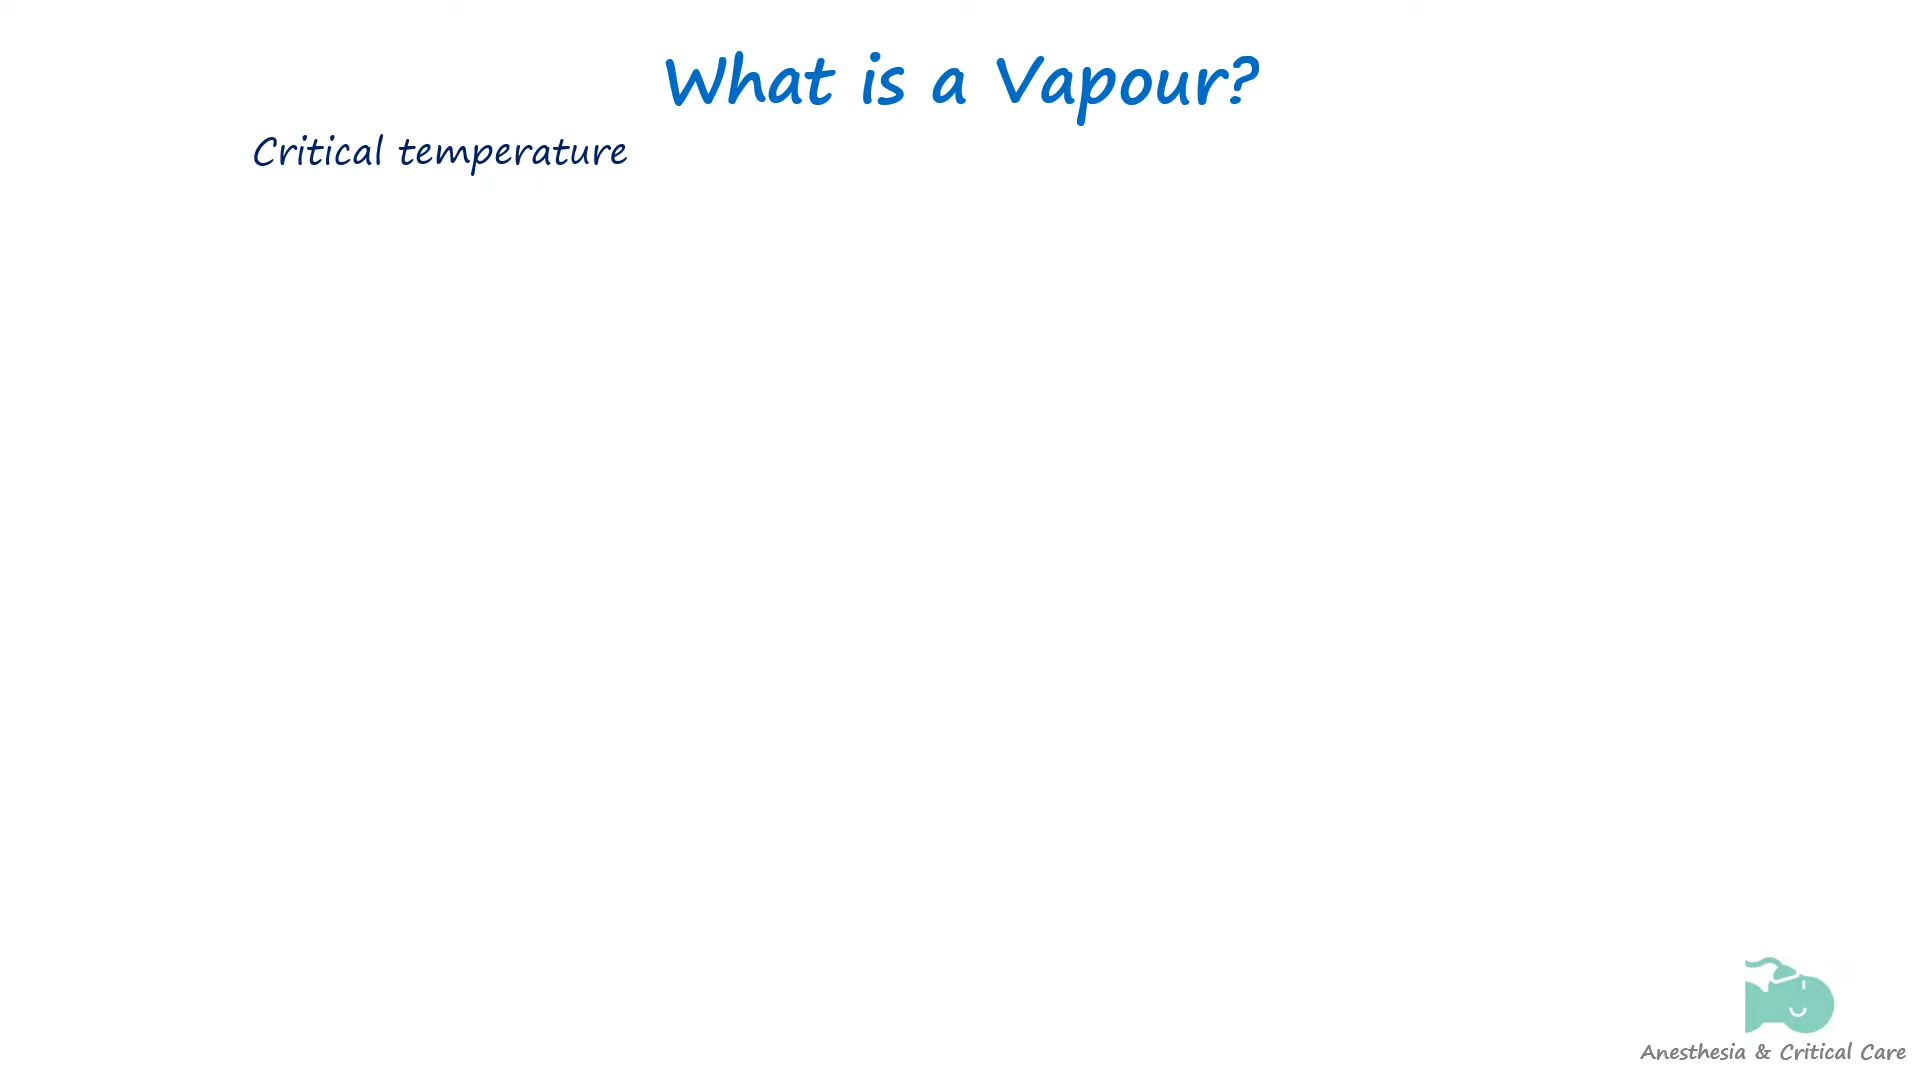 What is a Vapour?
Critical temperature
Anesthesia & Critical Care